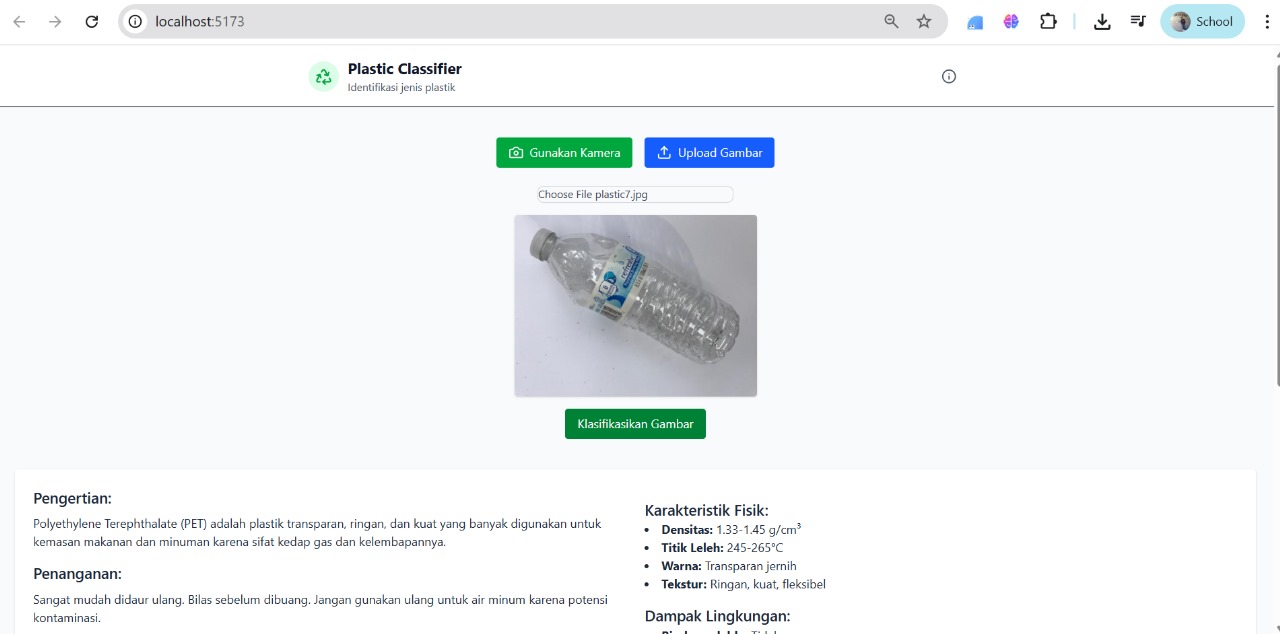 localhost:5173
School
Plastic Classifier
Identifikasi jenis plastik
Gunakan Kamera
Upload Gambar
Choose File plastic7.jpg
refreshe
Klasifikasikan Gambar
Pengertian:
Polyethylene Terephthalate (PET) adalah plastik transparan, ringan, dan kuat yang banyak digunakan untuk
kemasan makanan dan minuman karena sifat kedap gas dan kelembapannya.
Penanganan:
Sangat mudah didaur ulang. Bilas sebelum dibuang. Jangan gunakan ulang untuk air minum karena potensi
kontaminasi.
Karakteristik Fisik:
Densitas: 1.33-1.45 g/cm³
Titik Leleh: 245-265°C
Warna: Transparan jernih
Tekstur: Ringan, kuat, fleksibel
Dampak Lingkungan: